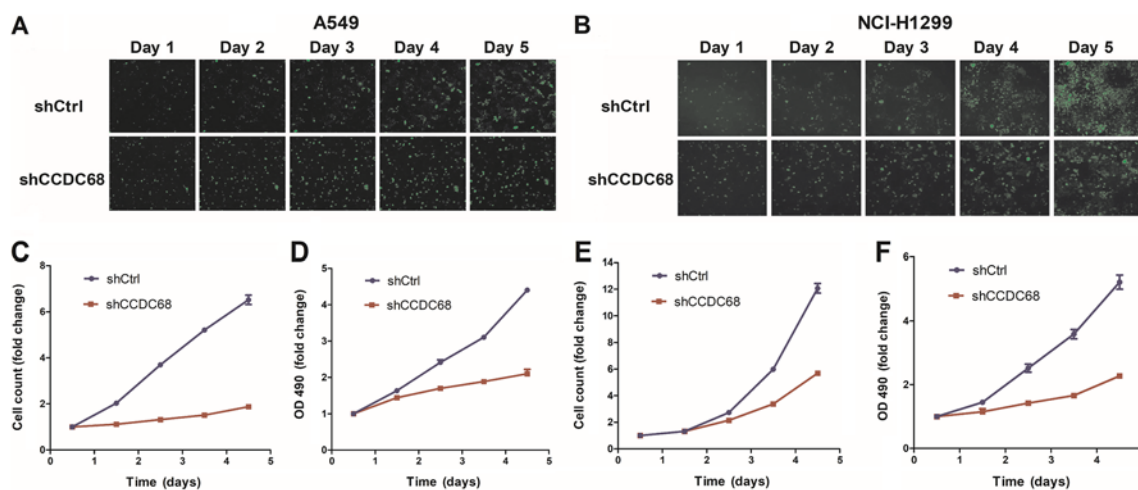 A
A549
Day 1 Day 2 Day 3 Day 4 Day 5
shCtrl
shCCDC68
B
NCI-H1299
Day 1 Day 2 Day 3 Day 4 Day 5
shCtrl
shCCDC68
C
shCtrl
shCCDC68
Cell count (fold change)
8
6
4
2
0
0 1 2 3 4 5
Time (days)
D
shCtrl
shCCDC68
OD 490 (fold change)
5
4
3
2
1
0
0 1 2 3 4 5
Time (days)
E
shCtrl
shCCDC68
Cell count (fold change)
14
12
10
8
6
4
2
0
0 1 2 3 4 5
Time (days)
F
shCtrl
shCCDC68
OD 490 (fold change)
6
4
2
0
0 1 2 3 4 5
Time (days)